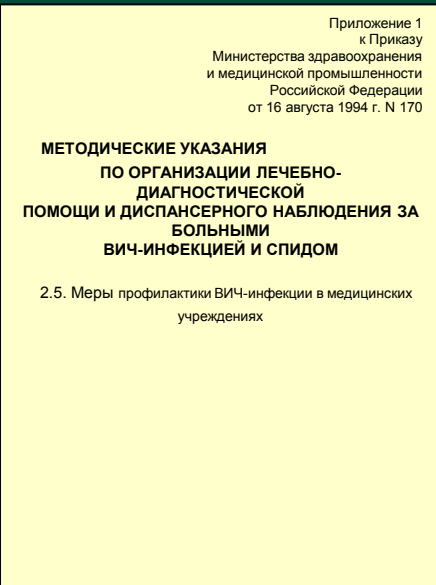 Приложение 1
к Приказу
Министерства здравоохранения
и медицинской промышленности
Российской Федерации
от 16 августа 1994 г. N 170
МЕТОДИЧЕСКИЕ УКАЗАНИЯ
ПО ОРГАНИЗАЦИИ ЛЕЧЕБНО-
ДИАГНОСТИЧЕСКОЙ
ПОМОЩИ И ДИСПАНСЕРНОГО НАБЛЮДЕНИЯ ЗА
БОЛЬНЫМИ
ВИЧ-ИНФЕКЦИЕЙ И СПИДОМ
2.5. Меры профилактики ВИЧ-инфекции в медицинских
учреждениях